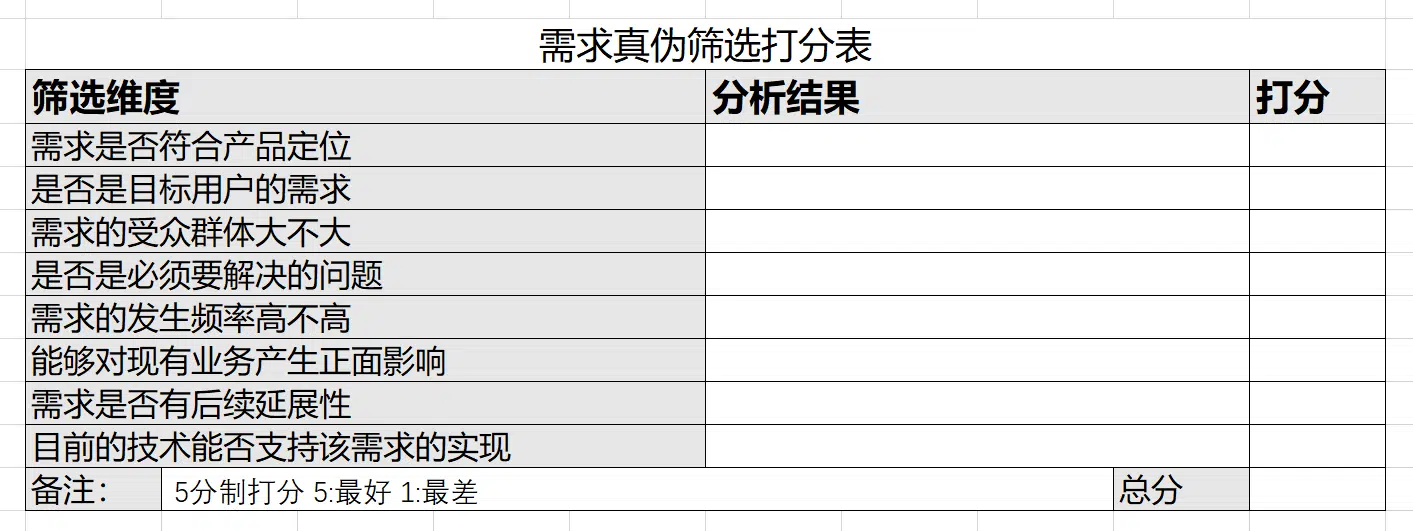 需求真伪筛选打分表
筛选维度 分析结果 打分
需求是否符合产品定位
是否是目标用户的需求
需求的受众群体大不大
是否是必须要解决的问题
需求的发生频率高不高
能够对现有业务产生正面影响
需求是否有后续延展性
目前的技术能否支持该需求的实现
备注： 5分制打分 5:最好 1:最差 总分